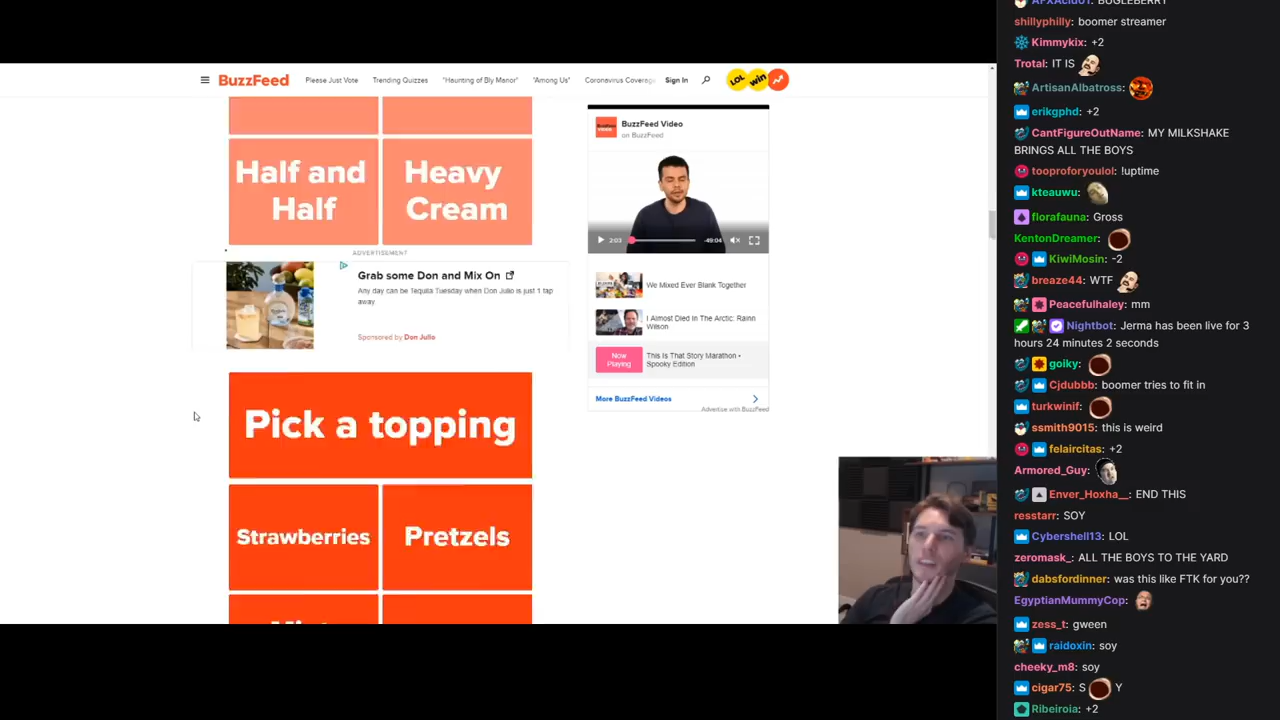 BuzzFeed
Please Just Vote
Trending Quizzes
"Haunting of Bly Manor"
"Among Us"
Coronavirus Coverage
Sign In
LOL
win
Half and
Half
Heavy
Cream
ADVERTISEMENT
Grab some Don and Mix On
Any day can be Tequila Tuesday when Don Julio is just 1 tap
away
Sponsored by Don Julio
Pick a topping
Strawberries
Pretzels
BuzzFeed Video
on BuzzFeed
2:03
-49:04
We Mixed Ever Blank Together
I Almost Died In The Arctic: Rainn
Wilson
Now
Playing
This Is That Story Marathon •
Spooky Edition
More BuzzFeed Videos
Advertise with BuzzFeed
shillyphilly: boomer streamer
Kimmykix: +2
Trotal: IT IS
ArtisanAlbatross:
erikgphd: +2
CantFigureOutName: MY MILKSHAKE
BRINGS ALL THE BOYS
tooproforyoulol: !uptime
kteauwu:
florafauna: Gross
KentonDreamer:
KiwiMosin: -2
breaze44: WTF
Peacefulhaley: mm
Nightbot: Jerma has been live for 3
hours 24 minutes 2 seconds
goiky:
Cjdubbb: boomer tries to fit in
turkwinif:
ssmith9015: this is weird
felaircitas: +2
Armored_Guy:
Enver_Hoxha__: END THIS
resstarr: SOY
Cybershell13: LOL
zeromask_: ALL THE BOYS TO THE YARD
dabsfordinner: was this like FTK for you??
EgyptianMummyCop:
zess_t: gween
raidoxin: soy
cheeky_m8: soy
cigar75: S Y
Ribeiroia: +2